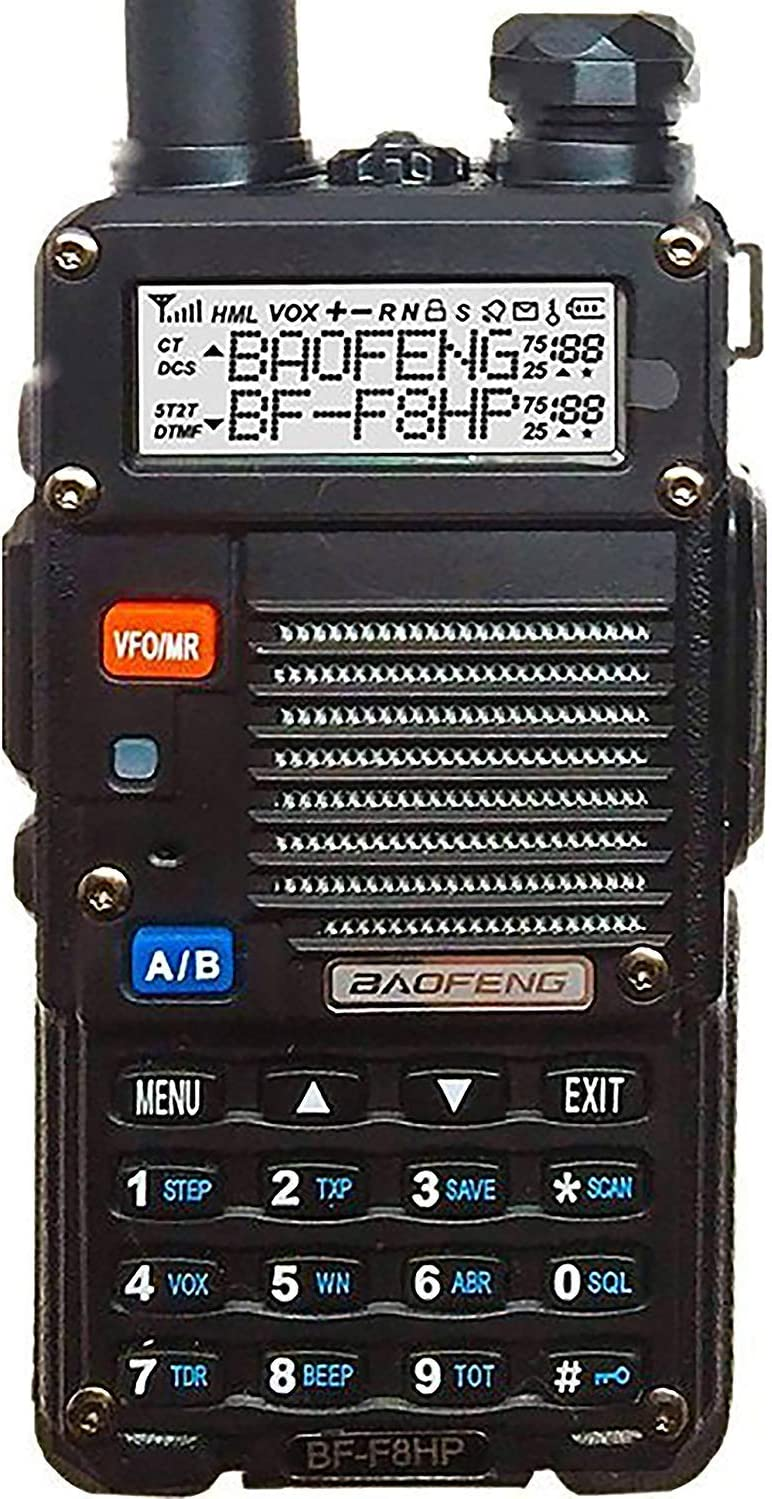 HML VOX + - R N S
CT BAOFENG 75 188
DCS 25
5T2T BF-F8HP 75 188
DTMF 25
VFO/MR
A/B BAOFENG
MENU ▲ ▼ EXIT
1 STEP 2 TXP 3 SAVE * SCAN
4 VOX 5 WN 6 ABR 0 SQL
7 TDR 8 BEEP 9 TOT #
BF-F8HP